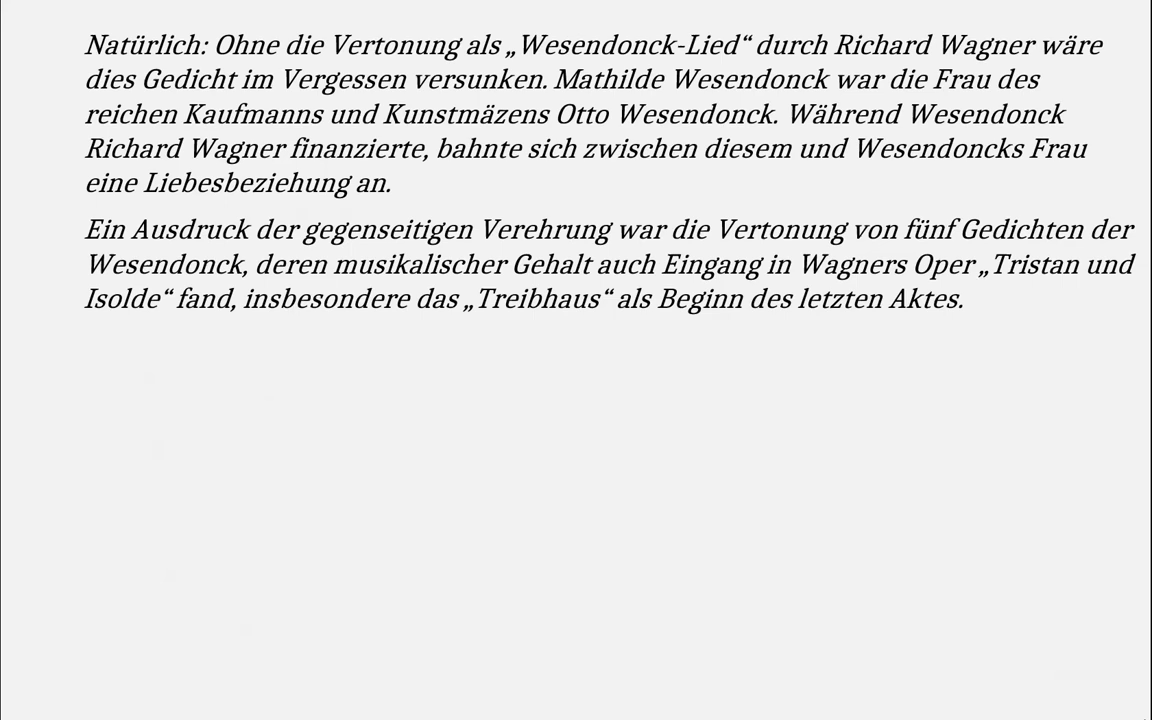 Natürlich: Ohne die Vertonung als „Wesendonck-Lied“ durch Richard Wagner wäre
dies Gedicht im Vergessen versunken. Mathilde Wesendonck war die Frau des
reichen Kaufmanns und Kunstmäzens Otto Wesendonck. Während Wesendonck
Richard Wagner finanzierte, bahnte sich zwischen diesem und Wesendoncks Frau
eine Liebesbeziehung an.
Ein Ausdruck der gegenseitigen Verehrung war die Vertonung von fünf Gedichten der
Wesendonck, deren musikalischer Gehalt auch Eingang in Wagners Oper „Tristan und
Isolde“ fand, insbesondere das „Treibhaus“ als Beginn des letzten Aktes.